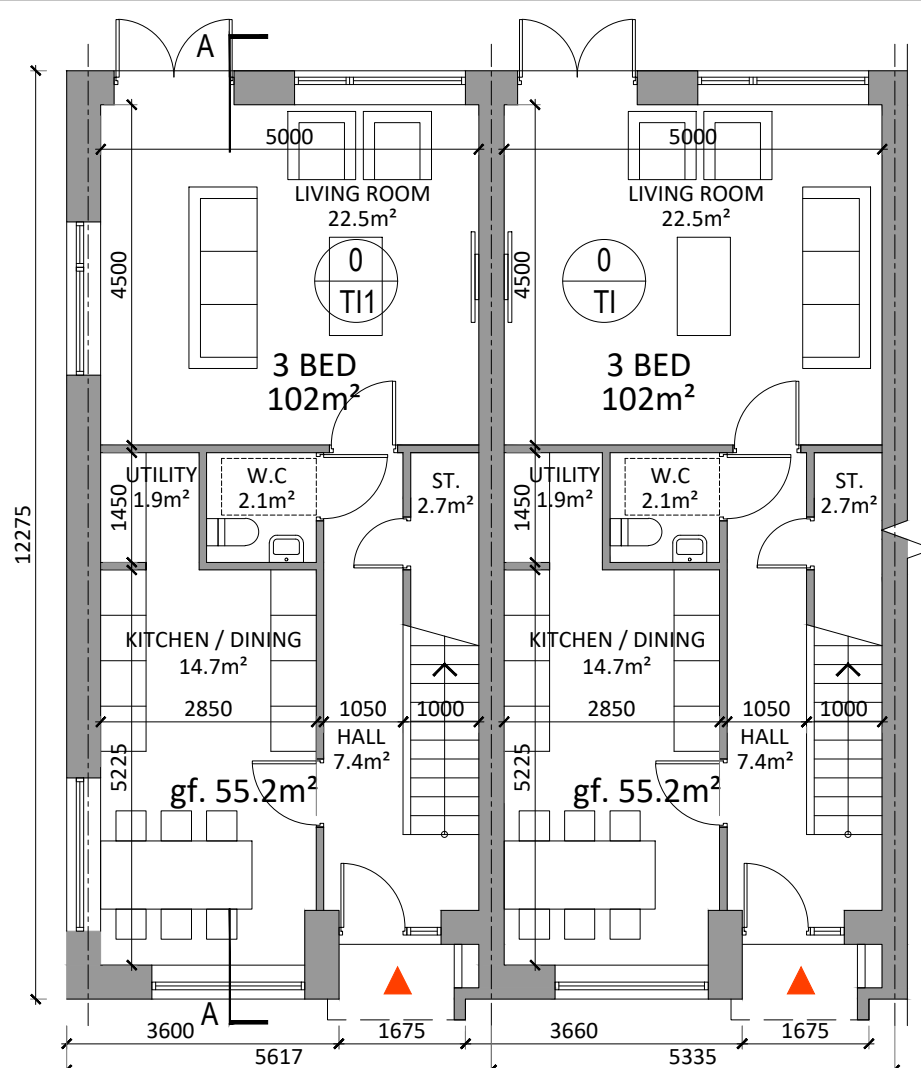 A
5000
5000
LIVING ROOM
22.5m²
LIVING ROOM
22.5m²
4500
0
TI1
4500
0
TI
3 BED
102m²
3 BED
102m²
12275
1450
UTILITY
1.9m²
W.C
2.1m²
ST.
2.7m²
1450
UTILITY
1.9m²
W.C
2.1m²
ST.
2.7m²
KITCHEN / DINING
14.7m²
KITCHEN / DINING
14.7m²
2850
1050
1000
2850
1050
1000
HALL
7.4m²
HALL
7.4m²
5225
gf. 55.2m²
5225
gf. 55.2m²
A
3600
1675
3660
1675
5617
5335